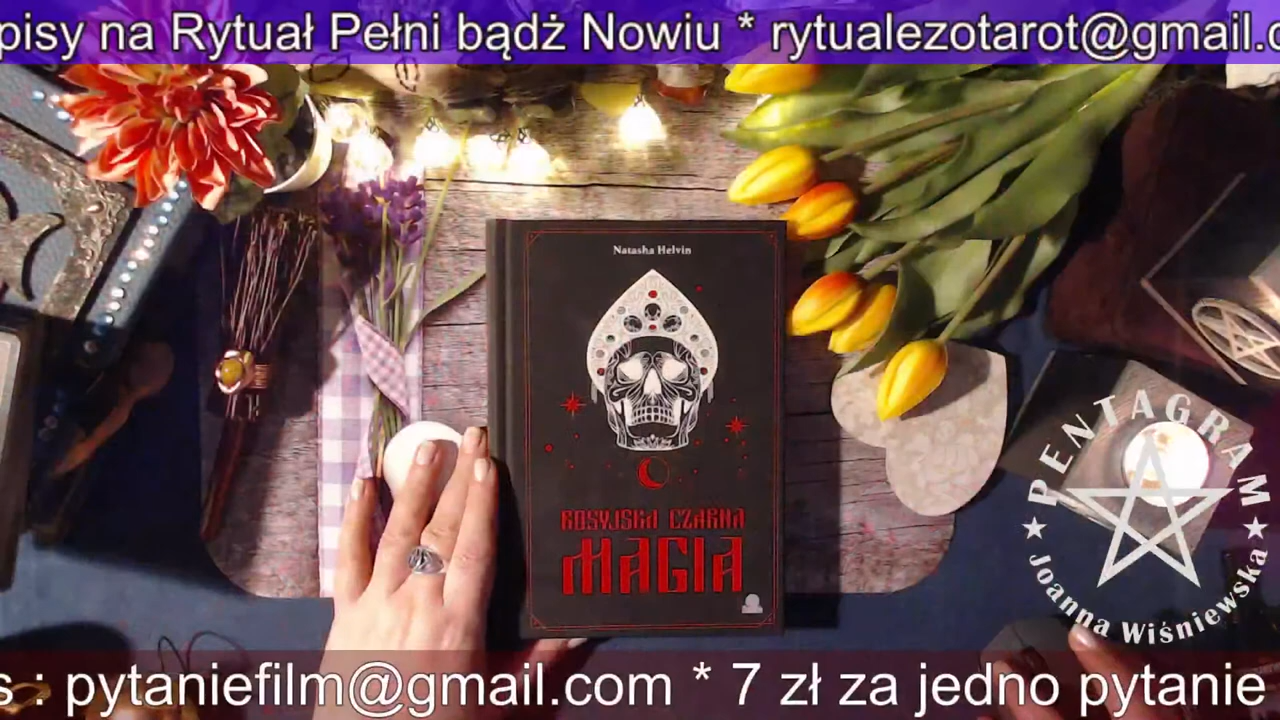 pisy na Rytuał Pełni bądź Nowiu * rytualezotarot@gmail.c
Natasha Helvin
ROSYJSKA CZARNA
MAGIA
PENTAGRAM
Joanna Wiśniewska
s : pytaniefilm@gmail.com * 7 zł za jedno pytanie